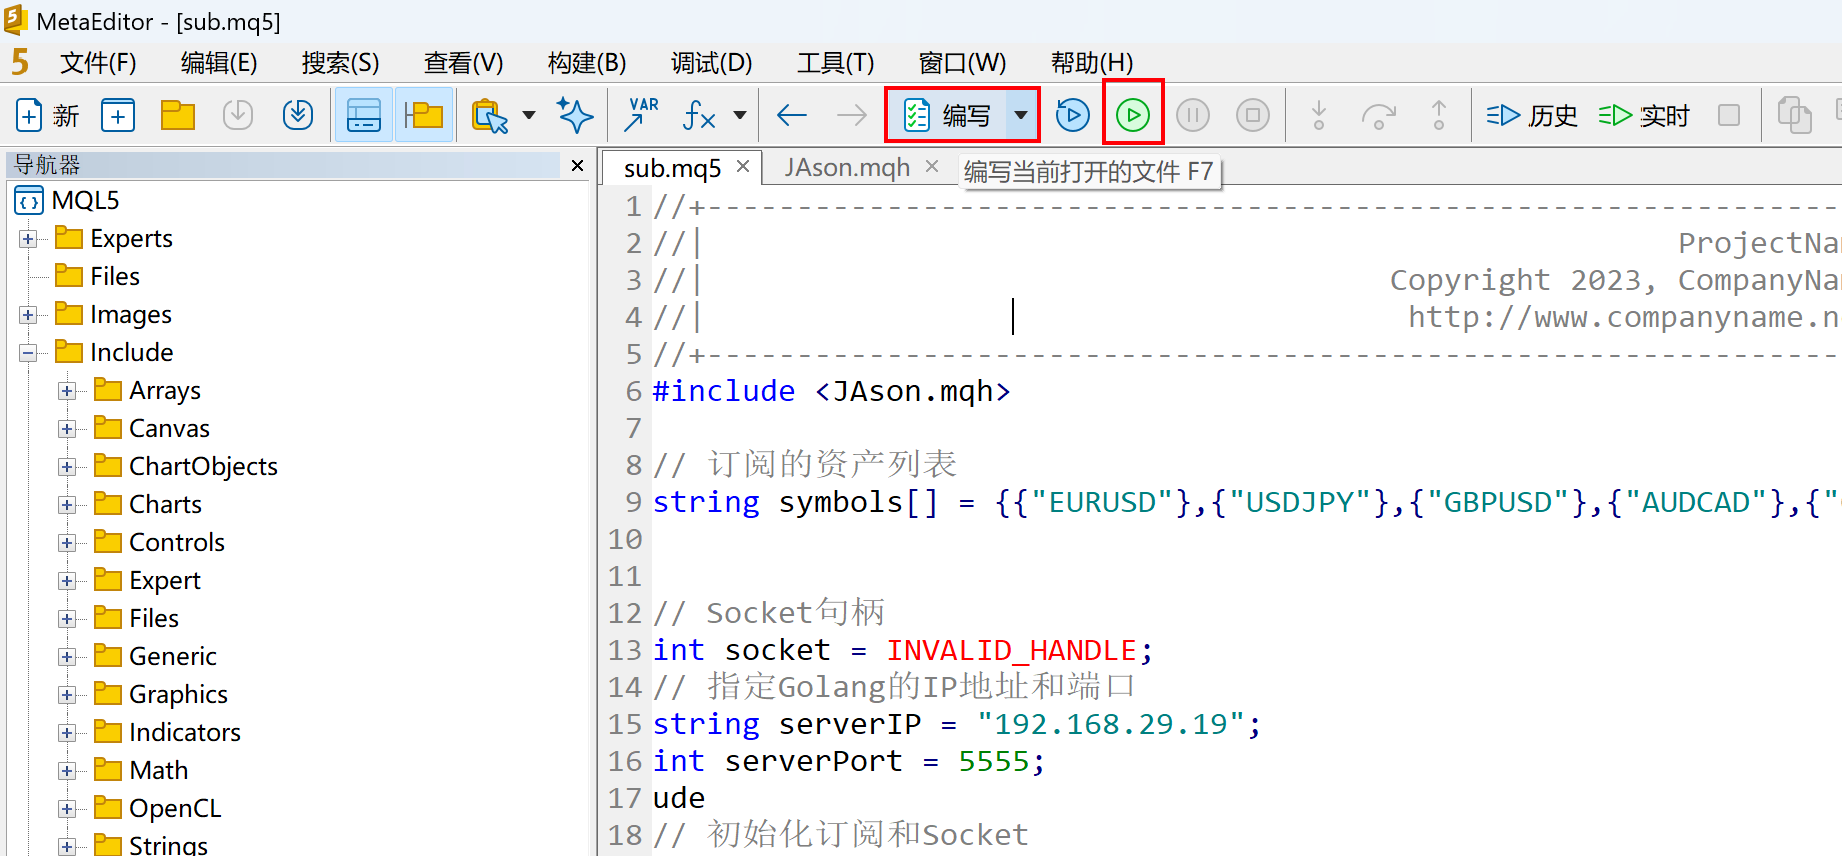 MetaEditor - [sub.mq5]
文件(F) 编辑(E) 搜索(S) 查看(V) 构建(B) 调试(D) 工具(T) 窗口(W) 帮助(H)
新 VAR 编写 历史 实时
导航器
sub.mq5 JAson.mqh
编写当前打开的文件 F7
MQL5
Experts
Files
Images
Include
Arrays
Canvas
ChartObjects
Charts
Controls
Expert
Files
Generic
Graphics
Indicators
Math
OpenCL
Strings
1 //+---------------------------------------------------------------
2 //| ProjectNa
3 //| Copyright 2023, CompanyNa
4 //| http://www.companyname.n
5 //+---------------------------------------------------------------
6 #include <JAson.mqh>
7
8 // 订阅的资产列表
9 string symbols[] = {{"EURUSD"},{"USDJPY"},{"GBPUSD"},{"AUDCAD"},{"
10
11
12 // Socket句柄
13 int socket = INVALID_HANDLE;
14 // 指定Golang的IP地址和端口
15 string serverIP = "192.168.29.19";
16 int serverPort = 5555;
17 ude
18 // 初始化订阅和Socket